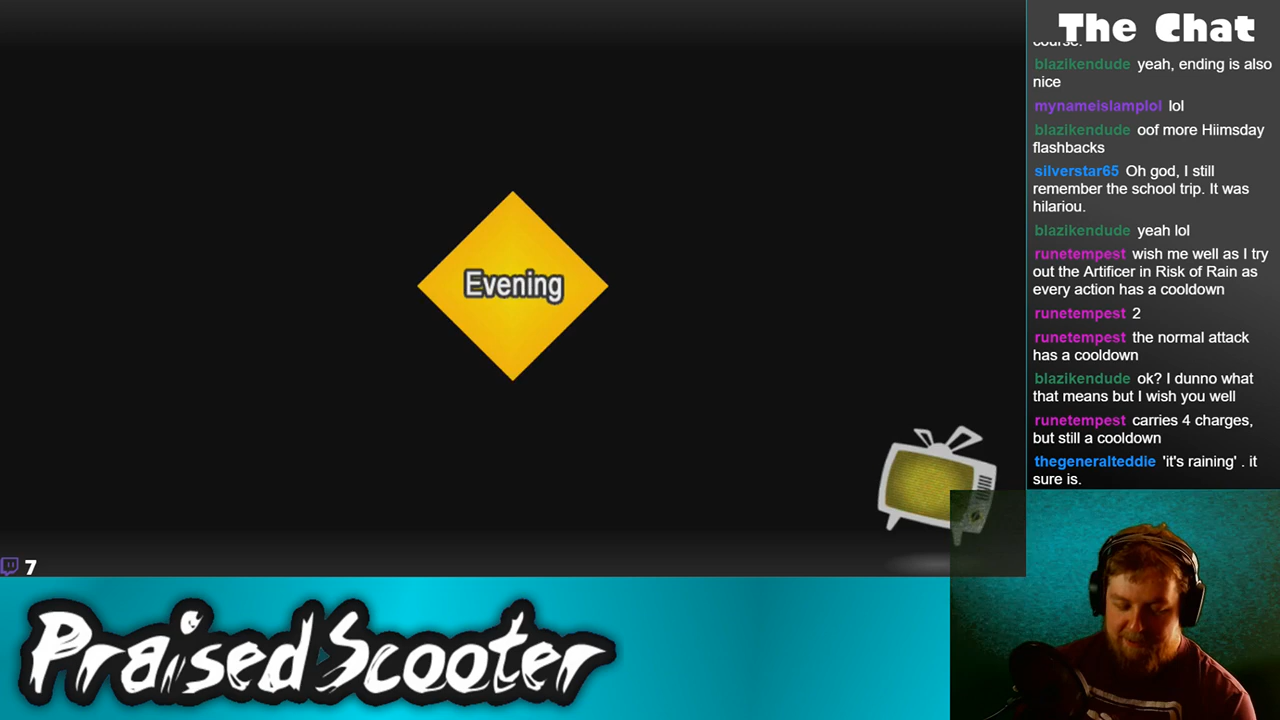 Evening
7
PraisedScooter
The Chat
course.
blazikendude yeah, ending is also
nice
mynameislamplol lol
blazikendude oof more Hiimsday
flashbacks
silverstar65 Oh god, I still
remember the school trip. It was
hilariou.
blazikendude yeah lol
runetempest wish me well as I try
out the Artificer in Risk of Rain as
every action has a cooldown
runetempest 2
runetempest the normal attack
has a cooldown
blazikendude ok? I dunno what
that means but I wish you well
runetempest carries 4 charges,
but still a cooldown
thegeneralteddie 'it's raining' . it
sure is.